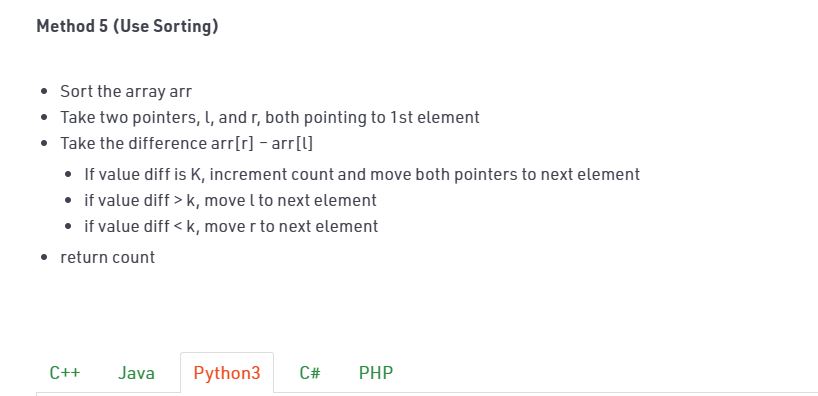 Method 5 (Use Sorting)
• Sort the array arr
• Take two pointers, l, and r, both pointing to 1st element
• Take the difference arr[r] – arr[l]
• If value diff is K, increment count and move both pointers to next element
• if value diff > k, move l to next element
• if value diff < k, move r to next element
• return count
C++ Java Python3 C# PHP